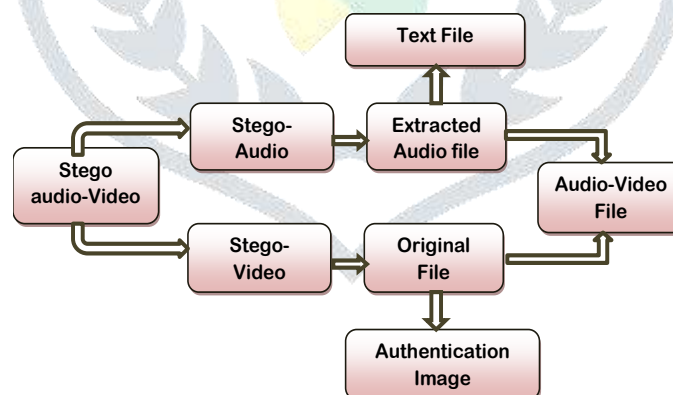 Text File
Stego-
Audio
Extracted
Audio file
Stego
audio-Video
Audio-Video
File
Stego-
Video
Original
File
Authentication
Image